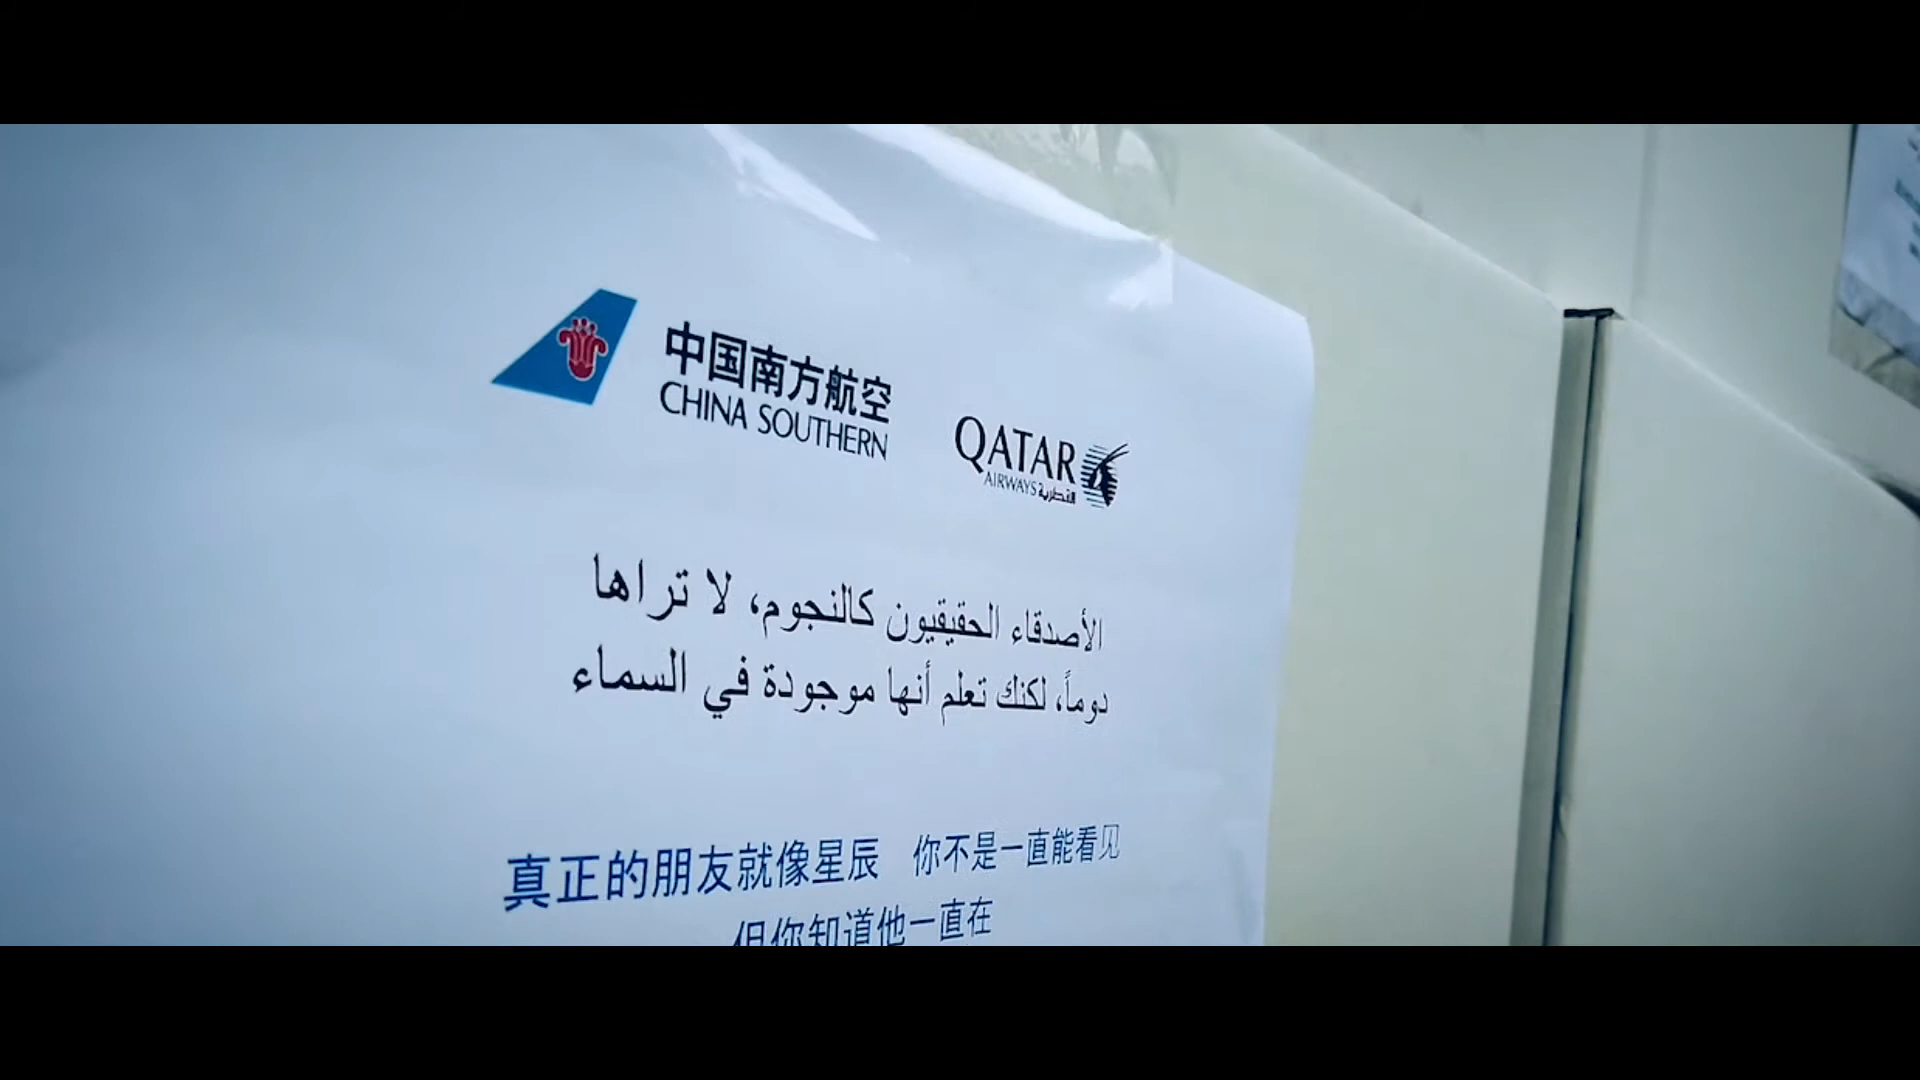 中国南方航空
CHINA SOUTHERN
QATAR
AIRWAYS القطرية
الأصدقاء الحقيقيون كالنجوم، لا تراها
دوماً، لكنك تعلم أنها موجودة في السماء
真正的朋友就像星辰 你不是一直能看见
但你知道他一直在